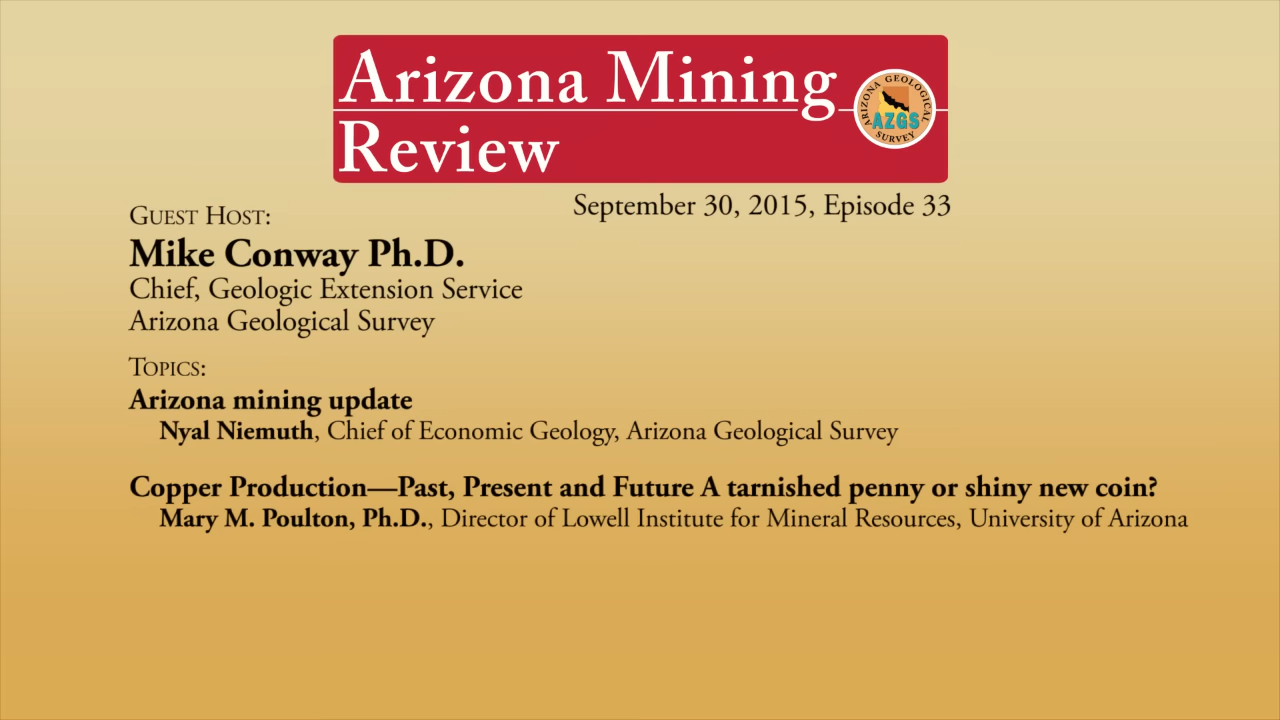 Arizona Mining
Review
ARIZONA GEOLOGICAL SURVEY
AZGS
September 30, 2015, Episode 33
GUEST HOST:
Mike Conway Ph.D.
Chief, Geologic Extension Service
Arizona Geological Survey
TOPICS:
Arizona mining update
Nyal Niemuth, Chief of Economic Geology, Arizona Geological Survey
Copper Production—Past, Present and Future A tarnished penny or shiny new coin?
Mary M. Poulton, Ph.D., Director of Lowell Institute for Mineral Resources, University of Arizona